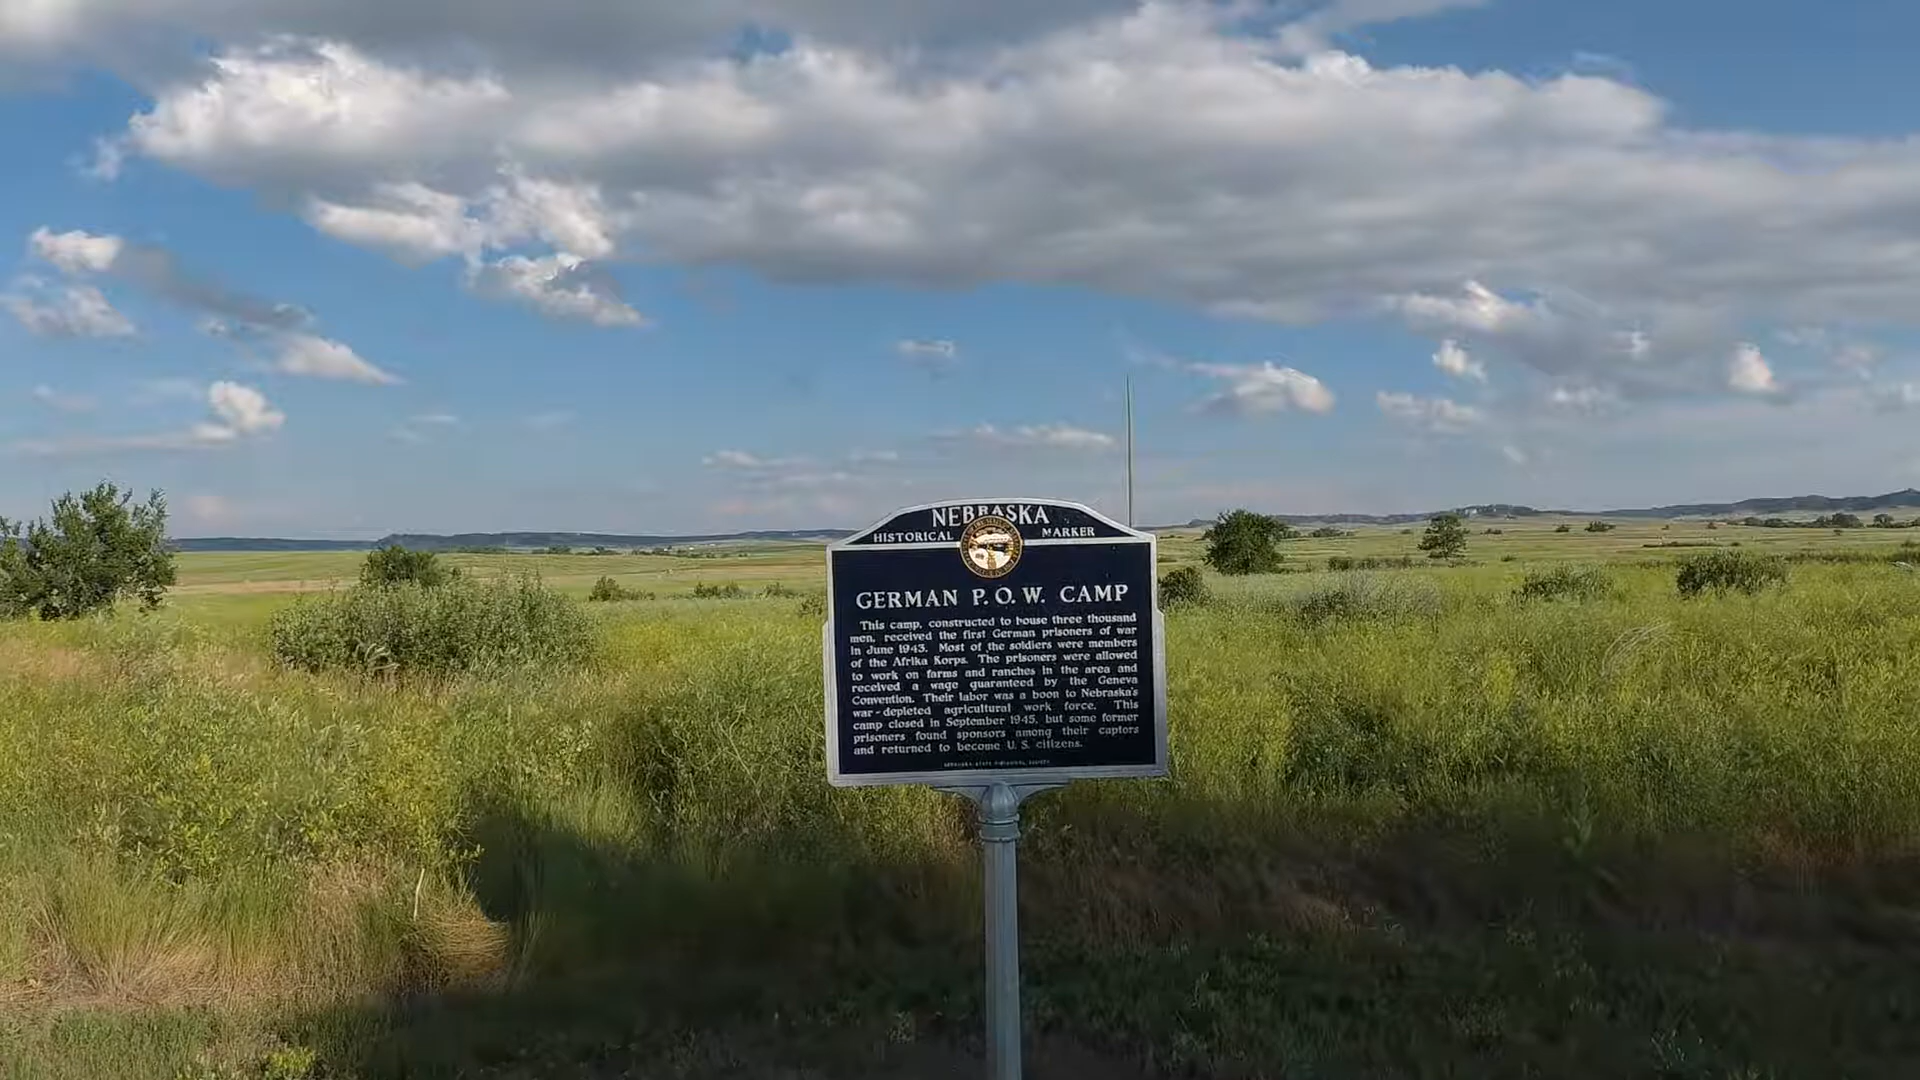 NEBRASKA
HISTORICAL MARKER
GERMAN P.O.W. CAMP
This camp, constructed to house three thousand
men, received the first German prisoners of war
in June 1943. Most of the soldiers were members
of the Afrika Korps. The prisoners were allowed
to work on farms and ranches in the area and
received a wage guaranteed by the Geneva
Convention. Their labor was a boon to Nebraska's
war-depleted agricultural work force. This
camp closed in September 1945, but some former
prisoners found sponsors among their captors
and returned to become U. S. citizens.
NEBRASKA STATE HISTORICAL SOCIETY